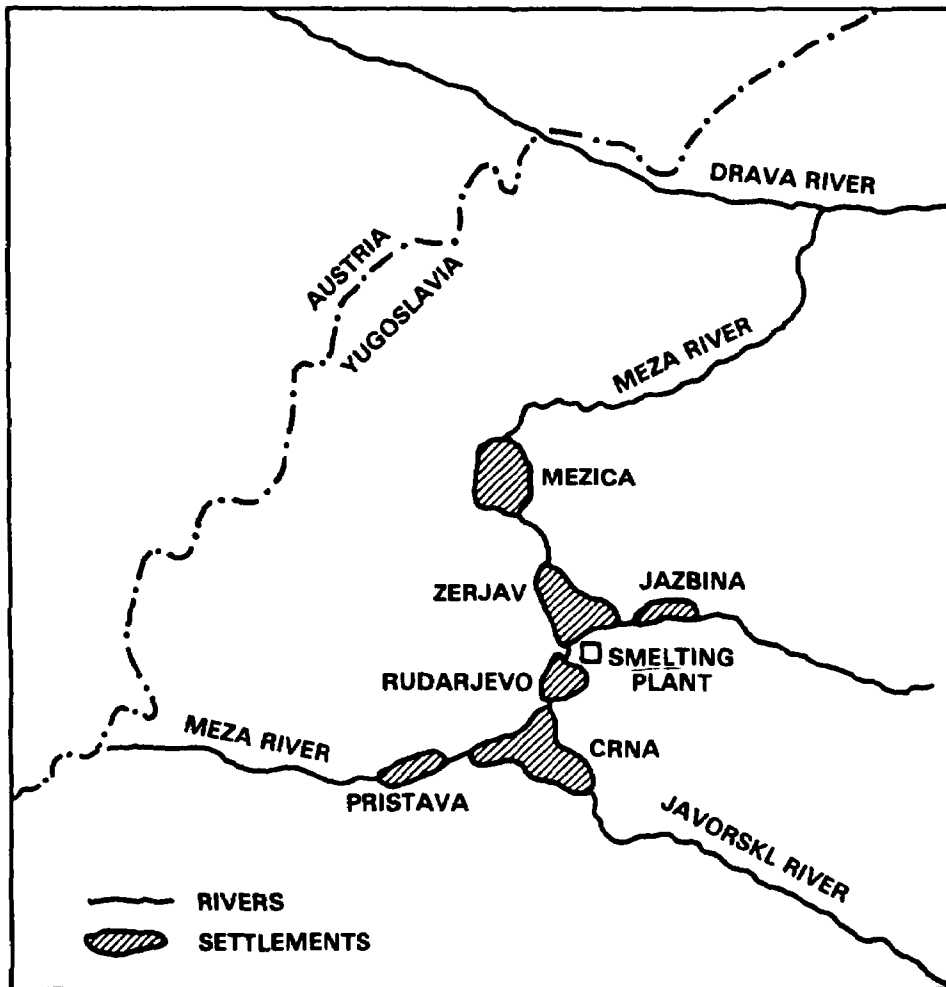 DRAVA RIVER
AUSTRIA
YUGOSLAVIA
MEZA RIVER
MEZICA
ZERJAV
JAZBINA
SMELTING
PLANT
RUDARJEVO
MEZA RIVER
CRNA
PRISTAVA
JAVORSKL RIVER
RIVERS
SETTLEMENTS